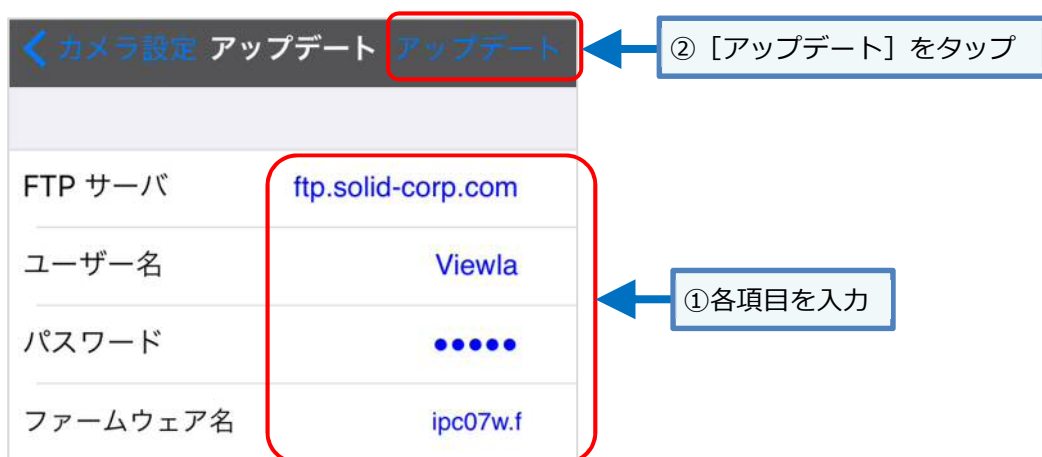 カメラ設定 アップデート アップデート
②［アップデート］をタップ
FTP サーバ ftp.solid-corp.com
ユーザー名 Viewla
①各項目を入力
パスワード ●●●●●
ファームウェア名 ipc07w.f